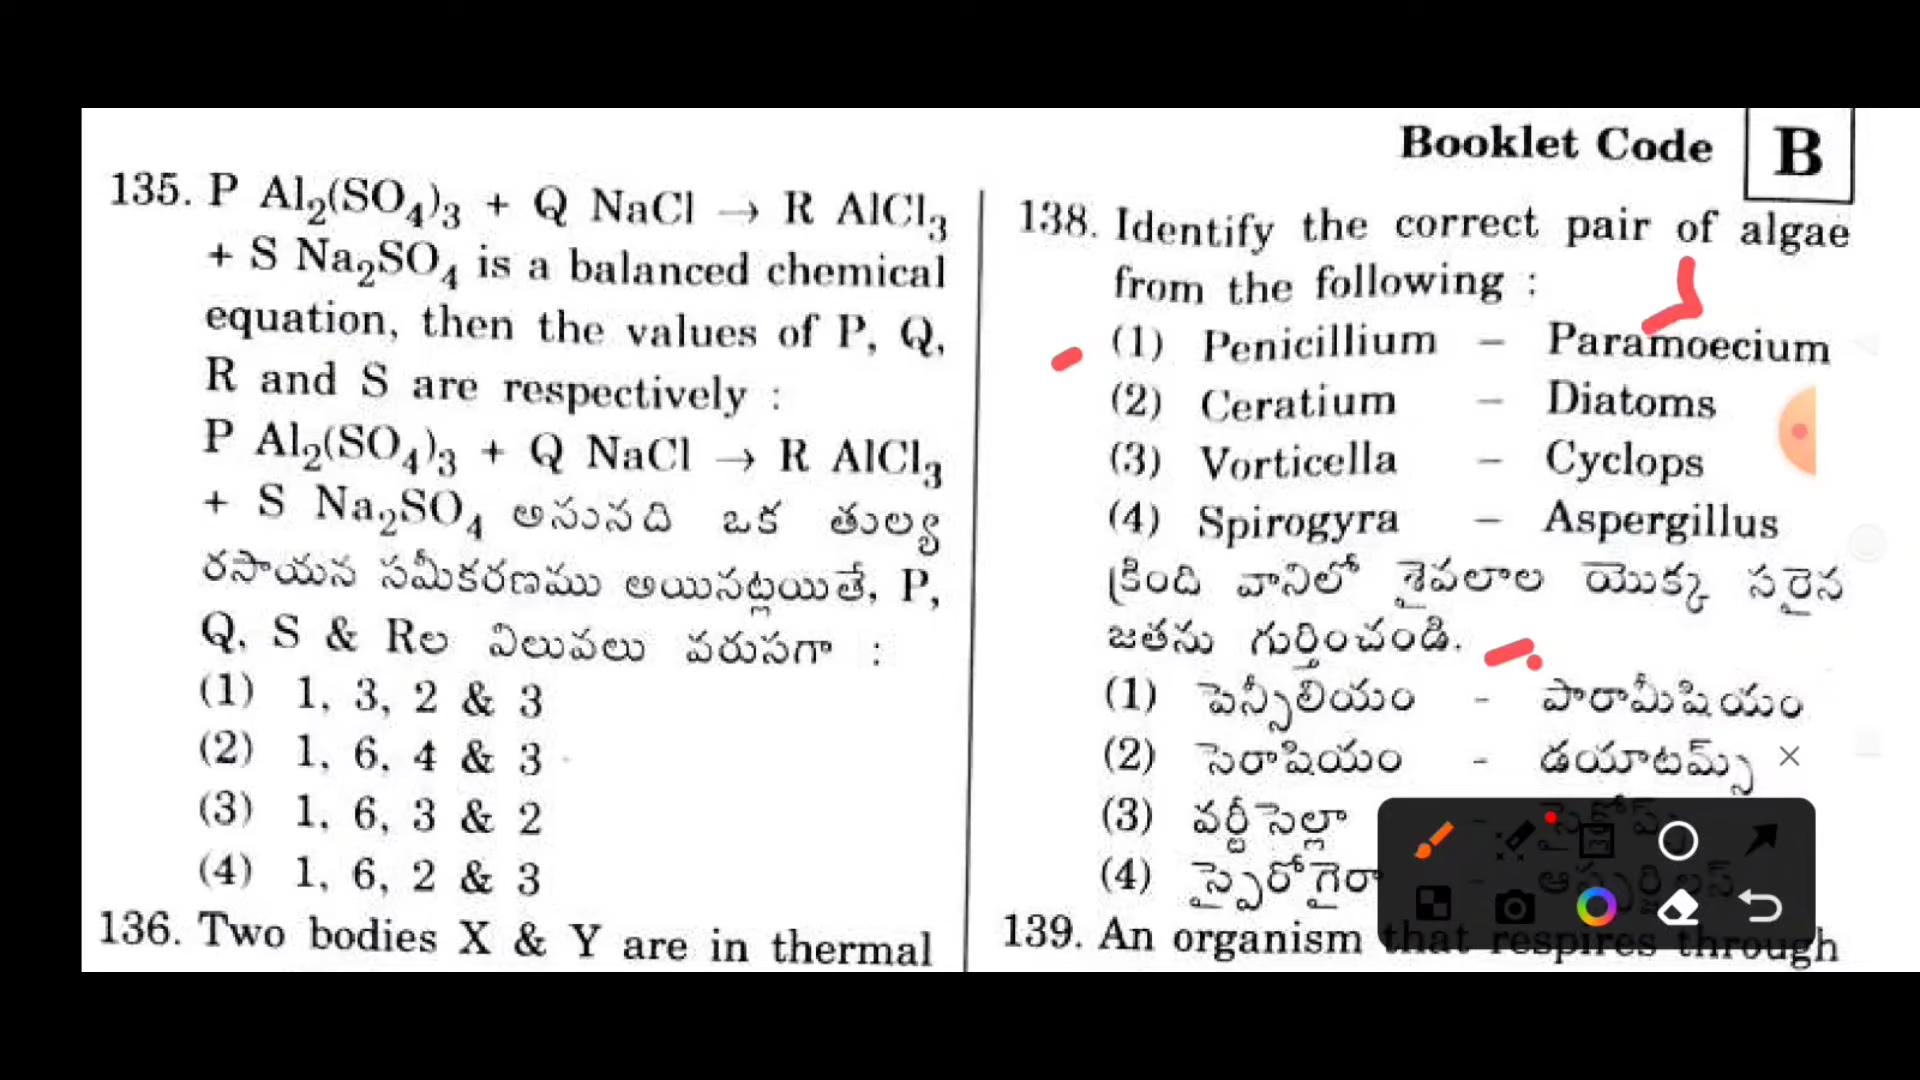 Booklet Code B
135. P Al₂(SO₄)₃ + Q NaCl → R AlCl₃
+ S Na₂SO₄ is a balanced chemical
equation, then the values of P, Q,
R and S are respectively :
P Al₂(SO₄)₃ + Q NaCl → R AlCl₃
+ S Na₂SO₄ అనునది ఒక తుల్య
రసాయన సమీకరణము అయినట్లయితే, P,
Q, S & Rల విలువలు వరుసగా :
(1) 1, 3, 2 & 3
(2) 1, 6, 4 & 3
(3) 1, 6, 3 & 2
(4) 1, 6, 2 & 3
136. Two bodies X & Y are in thermal
138. Identify the correct pair of algae
from the following :
(1) Penicillium – Paramoecium
(2) Ceratium – Diatoms
(3) Vorticella – Cyclops
(4) Spirogyra – Aspergillus
క్రింది వానిలో శైవలాల యొక్క సరైన
జతను గుర్తించండి.
(1) పెన్సీలియం - పారామీషియం
(2) సెరాషియం - డయాటమ్స్
(3) వర్టీసెల్లా
(4) స్పైరోగైరా
139. An organism that respires through